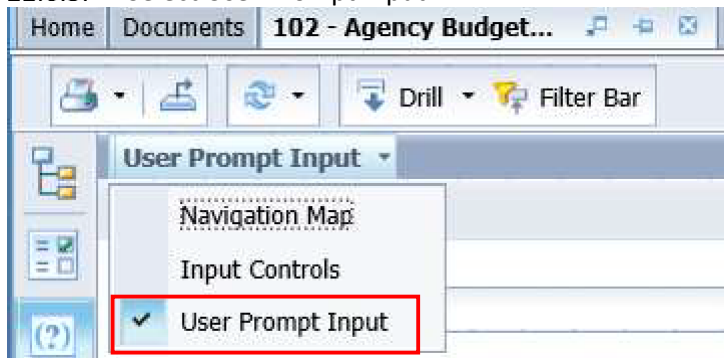 Home Documents 102 - Agency Budget...
Drill Filter Bar
User Prompt Input
Navigation Map
Input Controls
User Prompt Input
(?)